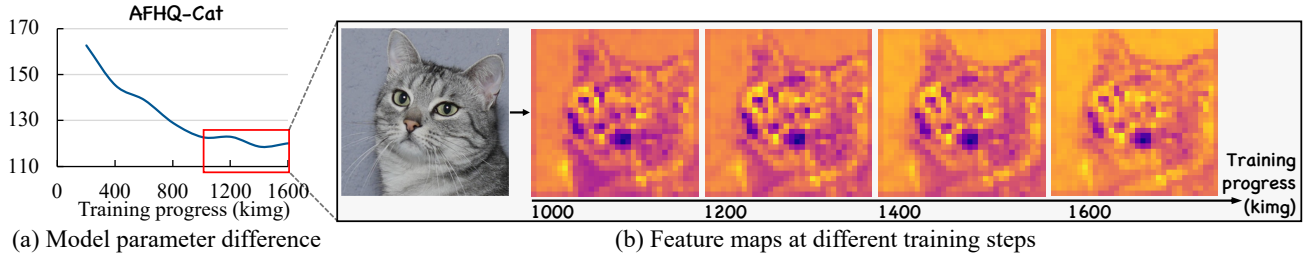 AFHQ-Cat
170
150
130
110
0 400 800 1200 1600
Training progress (kimg)
(a) Model parameter difference
1000 1200 1400 1600
Training
progress
(kimg)
(b) Feature maps at different training steps